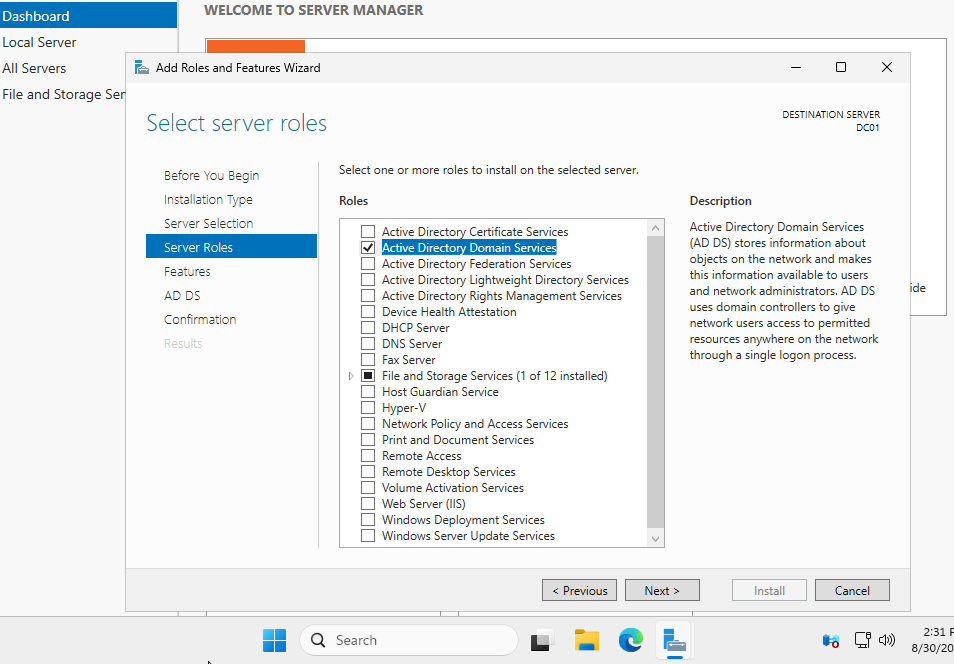 Dashboard
WELCOME TO SERVER MANAGER
Local Server
All Servers
File and Storage Ser
Add Roles and Features Wizard
Select server roles
DESTINATION SERVER
DC01
Before You Begin
Installation Type
Server Selection
Server Roles
Features
AD DS
Confirmation
Results
Select one or more roles to install on the selected server.
Roles
Active Directory Certificate Services
Active Directory Domain Services
Active Directory Federation Services
Active Directory Lightweight Directory Services
Active Directory Rights Management Services
Device Health Attestation
DHCP Server
DNS Server
Fax Server
File and Storage Services (1 of 12 installed)
Host Guardian Service
Hyper-V
Network Policy and Access Services
Print and Document Services
Remote Access
Remote Desktop Services
Volume Activation Services
Web Server (IIS)
Windows Deployment Services
Windows Server Update Services
Description
Active Directory Domain Services
(AD DS) stores information about
objects on the network and makes
this information available to users
and network administrators. AD DS
uses domain controllers to give
network users access to permitted
resources anywhere on the network
through a single logon process.
ide
< Previous
Next >
Install
Cancel
Search
2:31 P
8/30/20